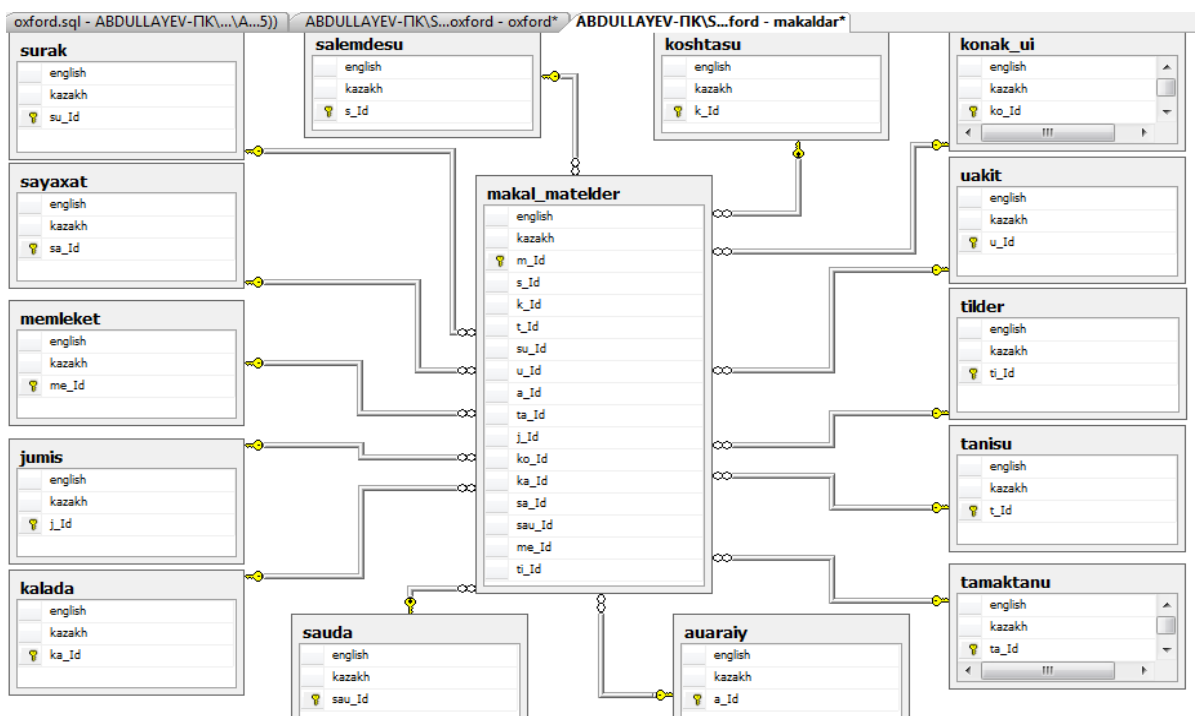 oxford.sql - ABDULLAYEV-ПК\...\A...5))
ABDULLAYEV-ПК\S...oxford - oxford*
ABDULLAYEV-ПК\S...ford - makaldar*
surak
english
kazakh
su_Id
salemdesu
english
kazakh
s_Id
koshtasu
english
kazakh
k_Id
konak_ui
english
kazakh
ko_Id
sayaxat
english
kazakh
sa_Id
makal_matelder
english
kazakh
m_Id
s_Id
k_Id
t_Id
su_Id
u_Id
a_Id
ta_Id
j_Id
ko_Id
ka_Id
sa_Id
sau_Id
me_Id
ti_Id
uakit
english
kazakh
u_Id
memleket
english
kazakh
me_Id
tilder
english
kazakh
ti_Id
jumis
english
kazakh
j_Id
tanisu
english
kazakh
t_Id
kalada
english
kazakh
ka_Id
tamaktanu
english
kazakh
ta_Id
sauda
english
kazakh
sau_Id
auaraiy
english
kazakh
a_Id